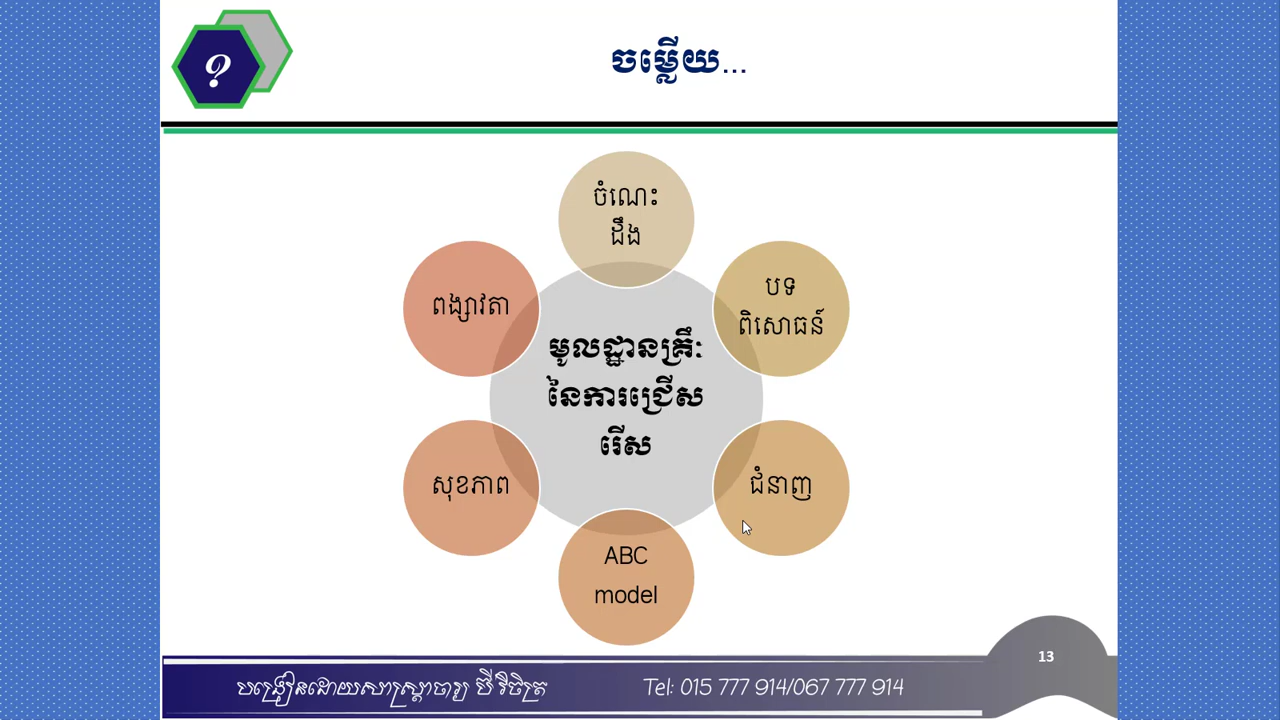 ?
ចម្លើយ...
ចំណេះ
ដឹង
បទ
ពិសោធន៍
ជំនាញ
ABC
model
សុខភាព
ពង្សាវតា
មូលដ្ឋានគ្រឹះ
នៃការជ្រើស
រើស
13
បង្រៀនដោយសាស្ត្រាចារ្យ ជី វិចិត្រ
Tel: 015 777 914/067 777 914